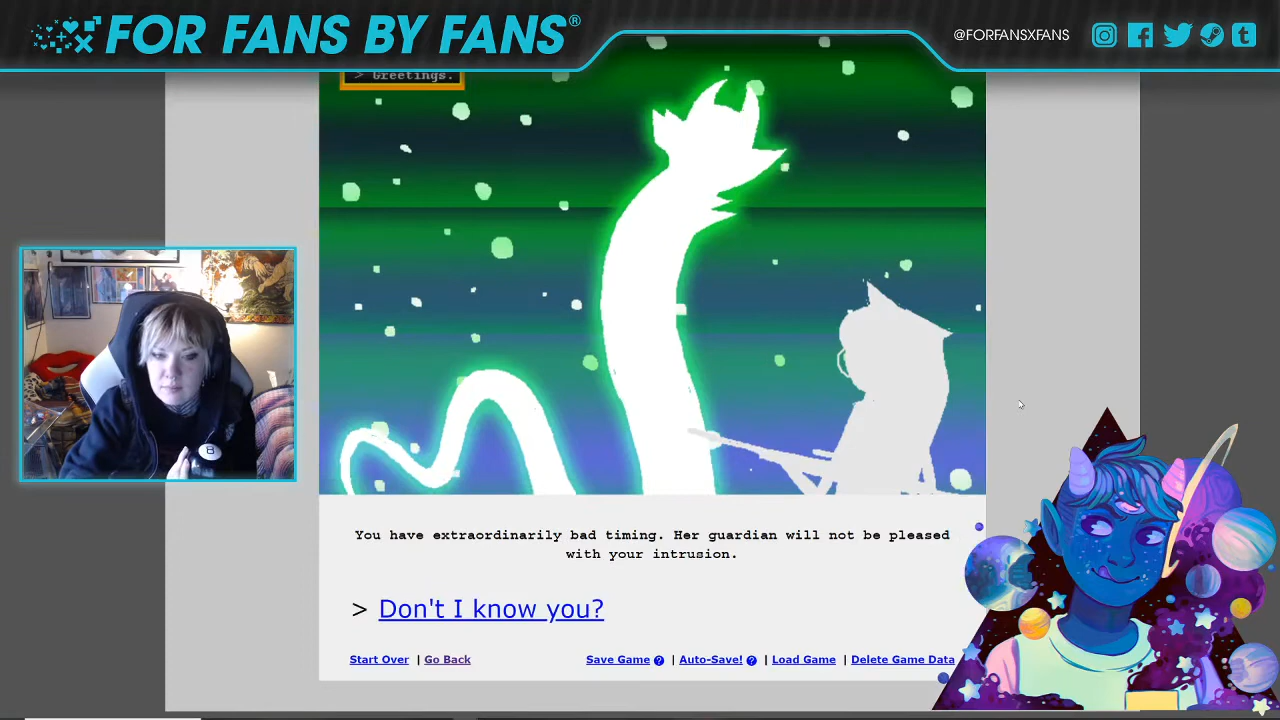 FOR FANS BY FANS®
@FORFANSXFANS
> Greetings.
8
You have extraordinarily bad timing. Her guardian will not be pleased
with your intrusion.
> Don't I know you?
Start Over | Go Back
Save Game ? | Auto-Save! ? | Load Game | Delete Game Data